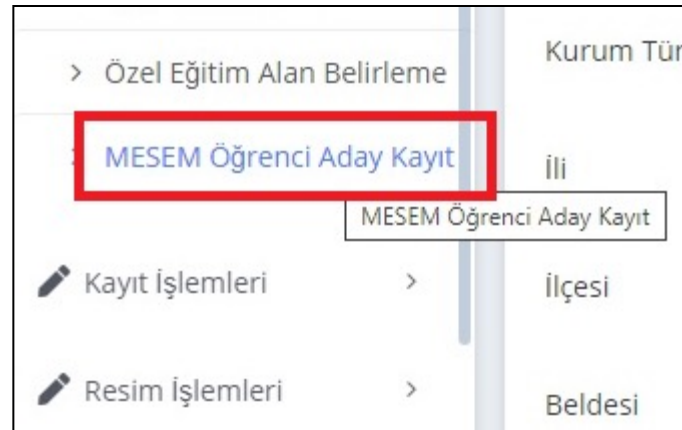 Özel Eğitim Alan Belirleme
MESEM Öğrenci Aday Kayıt
MESEM Öğrenci Aday Kayıt
Kayıt İşlemleri
Resim İşlemleri
Kurum Tür
İli
İlçesi
Beldesi